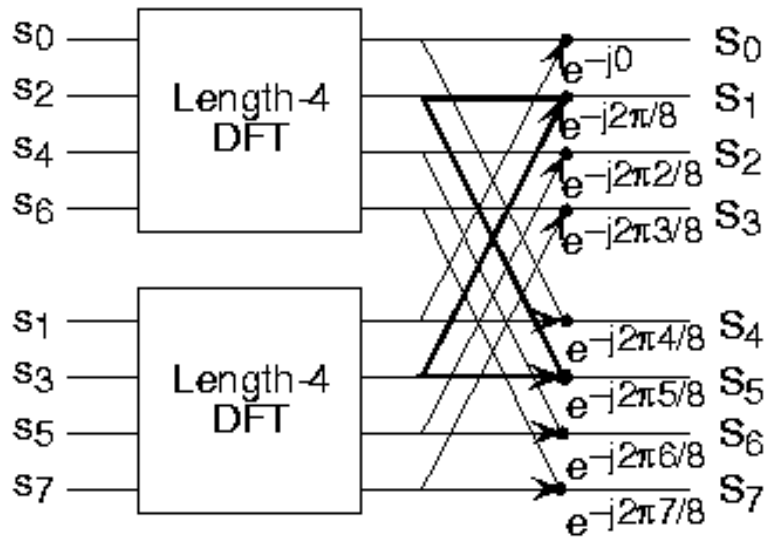 s₀
s₂
s₄
s₆
Length-4
DFT
e⁻ʲ⁰
e^–j2π/8
e^–j2π2/8
e^–j2π3/8
S₀
S₁
S₂
S₃
s₁
s₃
s₅
s₇
Length-4
DFT
e^–j2π4/8
e^–j2π5/8
e^–j2π6/8
e^–j2π7/8
S₄
S₅
S₆
S₇